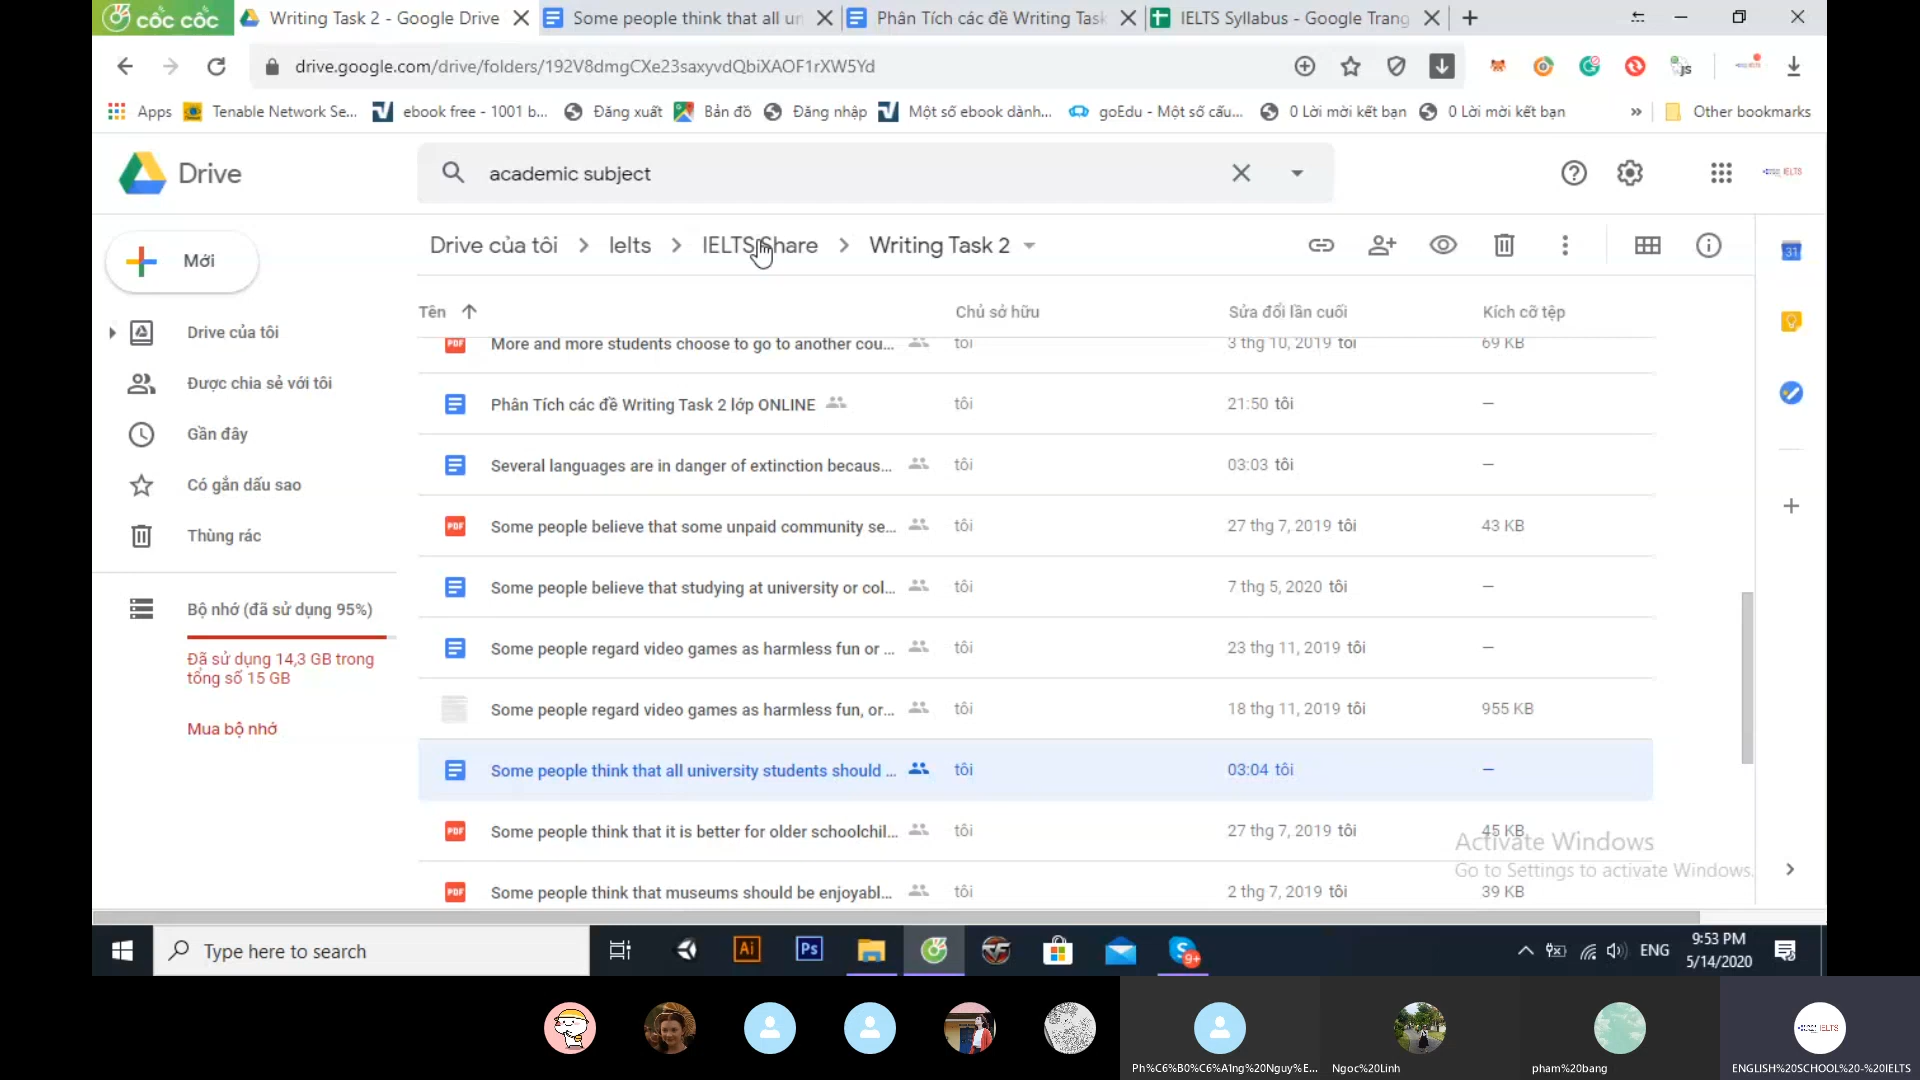 cốc cốc
Writing Task 2 - Google Drive
Some people think that all un
Phân Tích các đề Writing Task
IELTS Syllabus - Google Trang
drive.google.com/drive/folders/192V8dmgCXe23saxyvdQbiXAOF1rXW5Yd
Apps
Tenable Network Se...
ebook free - 1001 b...
Đăng xuất
Bản đồ
Đăng nhập
Một số ebook dành...
goEdu - Một số cấu...
0 Lời mời kết bạn
0 Lời mời kết bạn
Other bookmarks
Drive
academic subject
Mới
Drive của tôi
Ielts
IELTS Share
Writing Task 2
31
Drive của tôi
Được chia sẻ với tôi
Gần đây
Có gắn dấu sao
Thùng rác
Bộ nhớ (đã sử dụng 95%)
Đã sử dụng 14,3 GB trong
tổng số 15 GB
Mua bộ nhớ
Tên Chủ sở hữu Sửa đổi lần cuối Kích cỡ tệp
PDF More and more students choose to go to another cou... tôi 3 thg 10, 2019 tôi 69 KB
Phân Tích các đề Writing Task 2 lớp ONLINE tôi 21:50 tôi —
Several languages are in danger of extinction becaus... tôi 03:03 tôi —
PDF Some people believe that some unpaid community se... tôi 27 thg 7, 2019 tôi 43 KB
Some people believe that studying at university or col... tôi 7 thg 5, 2020 tôi —
Some people regard video games as harmless fun or ... tôi 23 thg 11, 2019 tôi —
Some people regard video games as harmless fun, or... tôi 18 thg 11, 2019 tôi 955 KB
Some people think that all university students should ... tôi 03:04 tôi —
PDF Some people think that it is better for older schoolchil... tôi 27 thg 7, 2019 tôi 45 KB
PDF Some people think that museums should be enjoyabl... tôi 2 thg 7, 2019 tôi 39 KB
Activate Windows
Go to Settings to activate Windows.
Type here to search
Ai
Ps
9+
ENG
9:53 PM
5/14/2020
Ph%C6%B0%C6%A1ng%20Nguy%E...
Ngoc%20Linh
pham%20bang
ENGLISH%20SCHOOL%20-%20IELTS